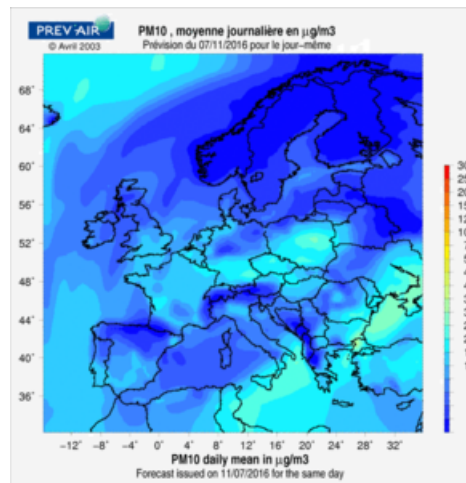 PREV'AIR
© Avril 2003
PM10 , moyenne journalière en µg/m3
Prévision du 07/11/2016 pour le jour–même
68°
64°
60°
56°
52°
48°
44°
40°
36°
−12° −8° −4° 0° 4° 8° 12° 16° 20° 24° 28° 32°
PM10 daily mean in µg/m3
Forecast issued on 11/07/2016 for the same day